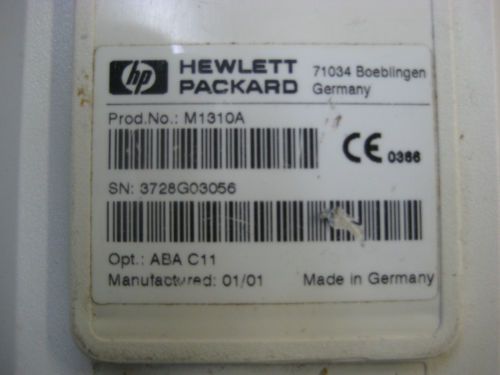 hp HEWLETT PACKARD
71034 Boeblingen
Germany
Prod.No.: M1310A
CE 0366
SN: 3728G03056
Opt.: ABA C11
Manufactured: 01/01 Made in Germany